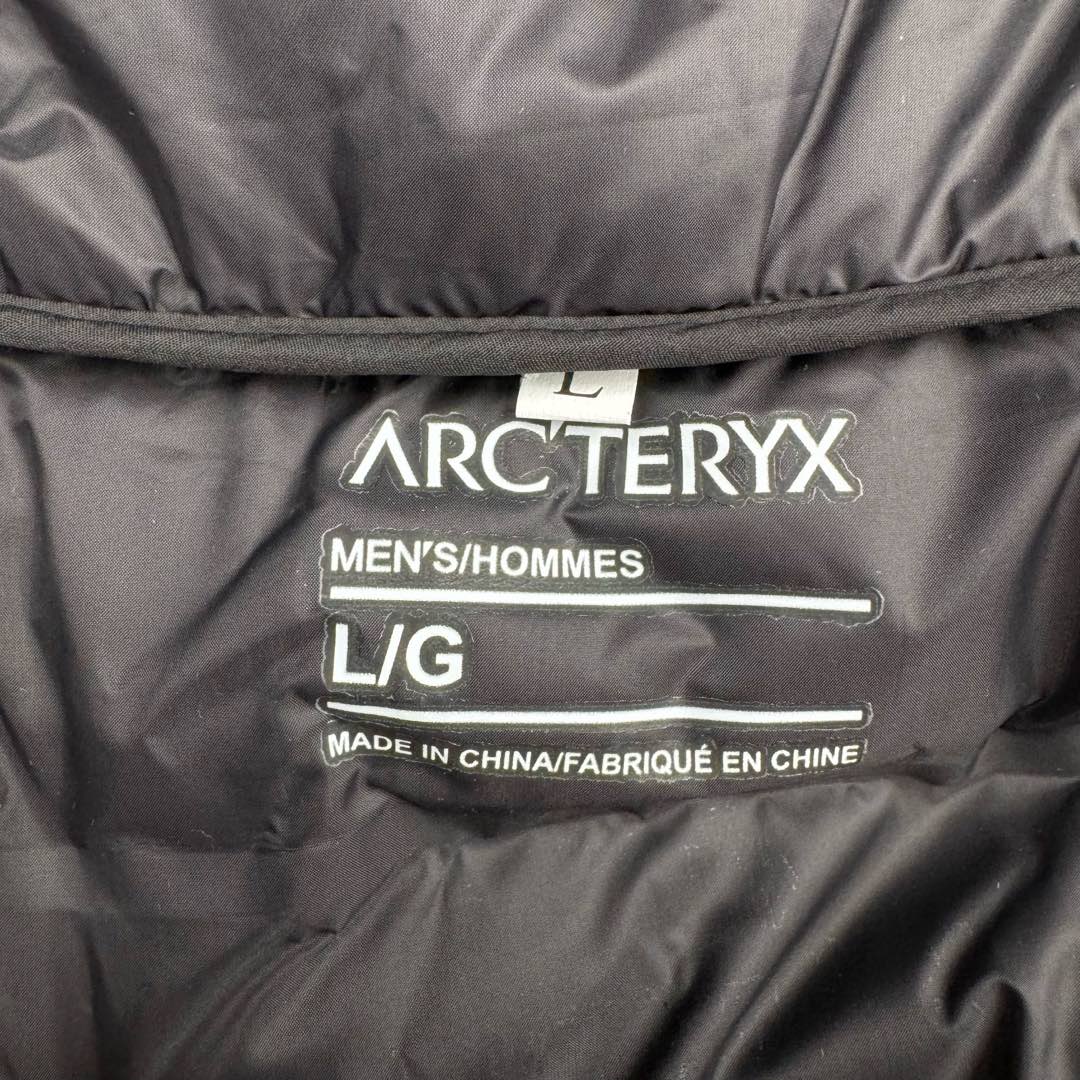 L
ARC'TERYX
MEN'S/HOMMES
L/G
MADE IN CHINA/FABRIQUÉ EN CHINE